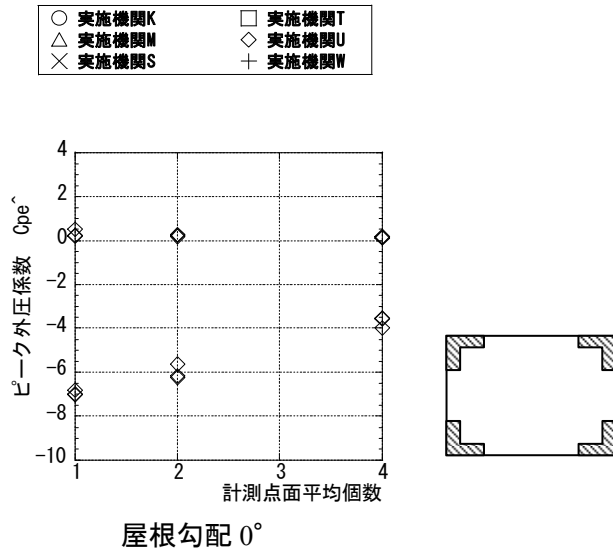 ○ 実施機関K □ 実施機関T
△ 実施機関M ◇ 実施機関U
× 実施機関S + 実施機関W
ピーク外圧係数 Cpe^
4
2
0
-2
-4
-6
-8
-10
1 2 3 4
計測点面平均個数
屋根勾配 0°